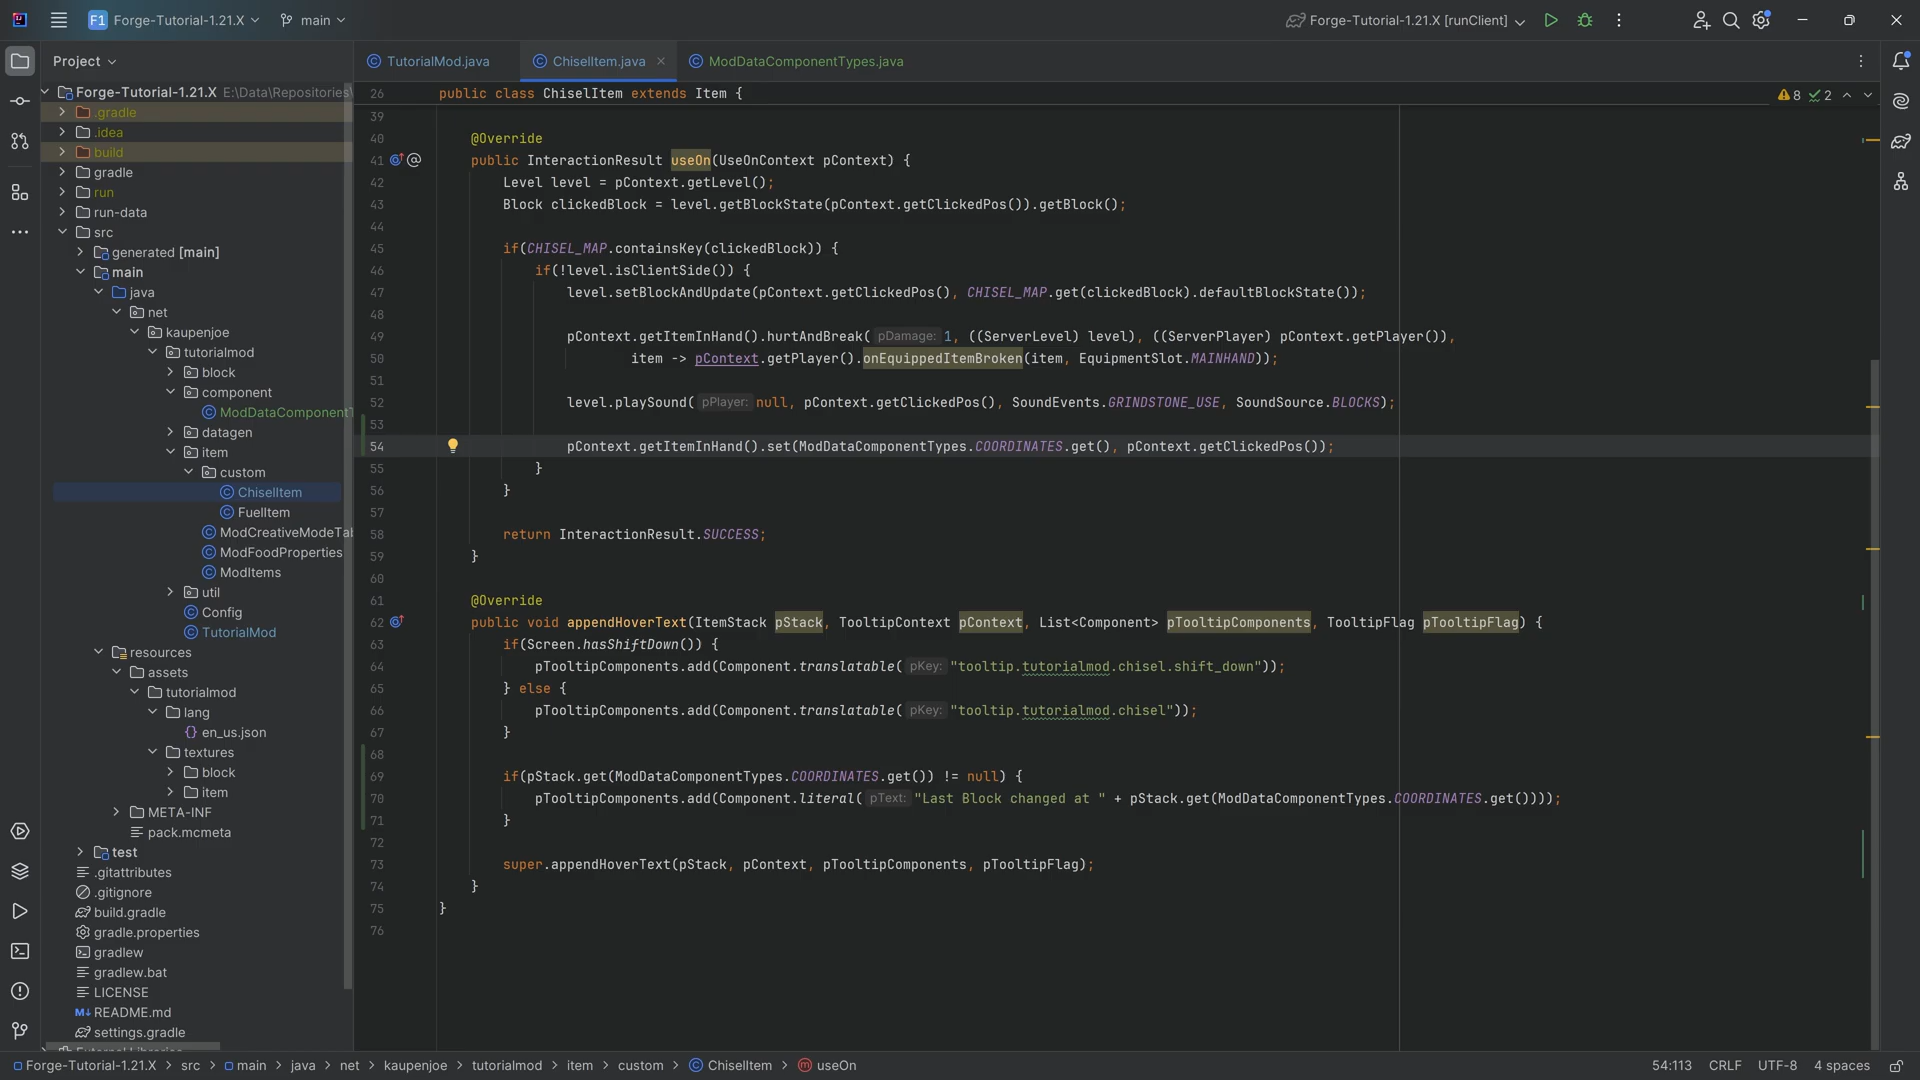 F1 Forge-Tutorial-1.21.X main
Forge-Tutorial-1.21.X [runClient]
Project
TutorialMod.java
ChiselItem.java
ModDataComponentTypes.java
Forge-Tutorial-1.21.X E:\Data\Repositories\
.gradle
.idea
build
gradle
run
run-data
src
generated [main]
main
java
net
kaupenjoe
tutorialmod
block
component
ModDataComponentT
datagen
item
custom
ChiselItem
FuelItem
ModCreativeModeTab
ModFoodProperties
ModItems
util
Config
TutorialMod
resources
assets
tutorialmod
lang
en_us.json
textures
block
item
META-INF
pack.mcmeta
test
.gitattributes
.gitignore
build.gradle
gradle.properties
gradlew
gradlew.bat
LICENSE
README.md
settings.gradle
8 2
26 public class ChiselItem extends Item {
39
40 @Override
41 public InteractionResult useOn(UseOnContext pContext) {
42 Level level = pContext.getLevel();
43 Block clickedBlock = level.getBlockState(pContext.getClickedPos()).getBlock();
44
45 if(CHISEL_MAP.containsKey(clickedBlock)) {
46 if(!level.isClientSide()) {
47 level.setBlockAndUpdate(pContext.getClickedPos(), CHISEL_MAP.get(clickedBlock).defaultBlockState());
48
49 pContext.getItemInHand().hurtAndBreak( pDamage: 1, ((ServerLevel) level), ((ServerPlayer) pContext.getPlayer()),
50 item -> pContext.getPlayer().onEquippedItemBroken(item, EquipmentSlot.MAINHAND));
51
52 level.playSound( pPlayer: null, pContext.getClickedPos(), SoundEvents.GRINDSTONE_USE, SoundSource.BLOCKS);
53
54 pContext.getItemInHand().set(ModDataComponentTypes.COORDINATES.get(), pContext.getClickedPos());
55 }
56 }
57
58 return InteractionResult.SUCCESS;
59 }
60
61 @Override
62 public void appendHoverText(ItemStack pStack, TooltipContext pContext, List<Component> pTooltipComponents, TooltipFlag pTooltipFlag) {
63 if(Screen.hasShiftDown()) {
64 pTooltipComponents.add(Component.translatable( pKey: "tooltip.tutorialmod.chisel.shift_down"));
65 } else {
66 pTooltipComponents.add(Component.translatable( pKey: "tooltip.tutorialmod.chisel"));
67 }
68
69 if(pStack.get(ModDataComponentTypes.COORDINATES.get()) != null) {
70 pTooltipComponents.add(Component.literal( pText: "Last Block changed at " + pStack.get(ModDataComponentTypes.COORDINATES.get())));
71 }
72
73 super.appendHoverText(pStack, pContext, pTooltipComponents, pTooltipFlag);
74 }
75 }
76
Forge-Tutorial-1.21.X > src > main > java > net > kaupenjoe > tutorialmod > item > custom > ChiselItem > useOn
54:113 CRLF UTF-8 4 spaces